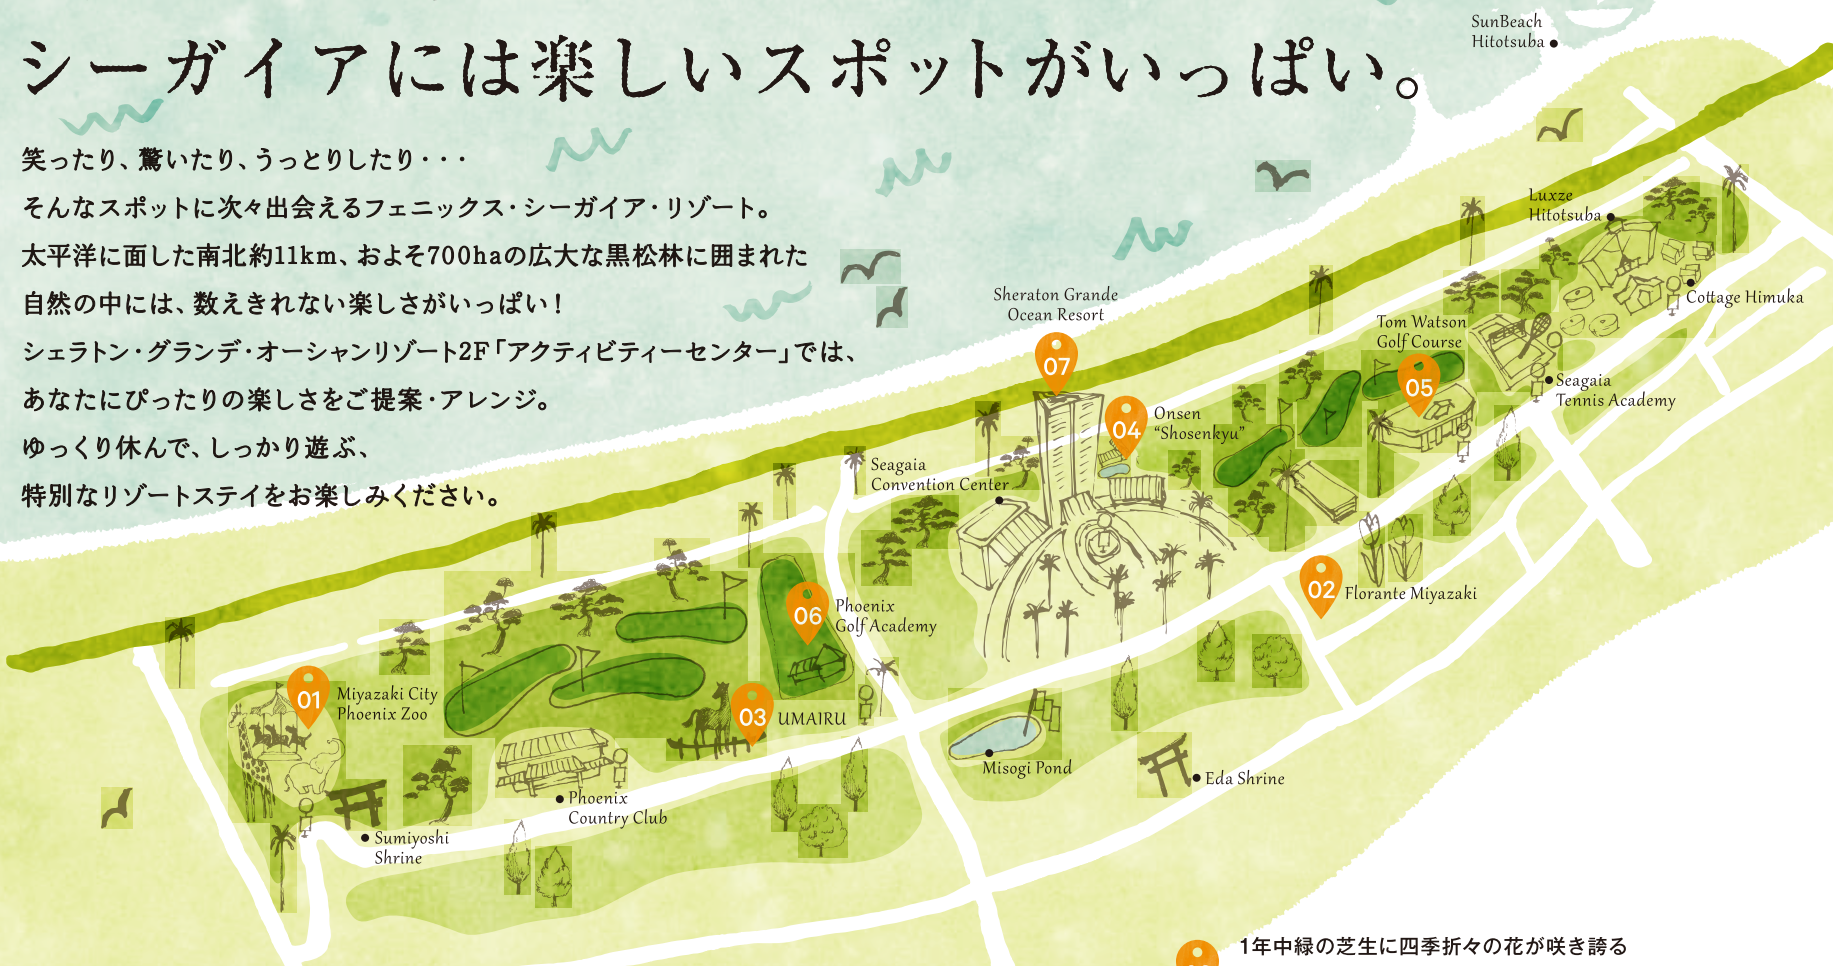 シーガイアには楽しいスポットがいっぱい。
笑ったり、驚いたり、うっとりしたり・・・
そんなスポットに次々出会えるフェニックス・シーガイア・リゾート。
太平洋に面した南北約11km、およそ700haの広大な黒松林に囲まれた
自然の中には、数えきれない楽しさがいっぱい！
シェラトン・グランデ・オーシャンリゾート2F「アクティビティーセンター」では、
あなたにぴったりの楽しさをご提案・アレンジ。
ゆっくり休んで、しっかり遊ぶ、
特別なリゾートステイをお楽しみください。
SunBeach
Hitotsuba
Luxze
Hitotsuba
Cottage Himuka
Sheraton Grande
Ocean Resort
07
Tom Watson
Golf Course
05
Seagaia
Tennis Academy
04
Onsen
“Shosenkyu”
Seagaia
Convention Center
02
Florante Miyazaki
06
Phoenix
Golf Academy
01
Miyazaki City
Phoenix Zoo
03
UMAIRU
Misogi Pond
Eda Shrine
Phoenix
Country Club
Sumiyoshi
Shrine
1年中緑の芝生に四季折々の花が咲き誇る